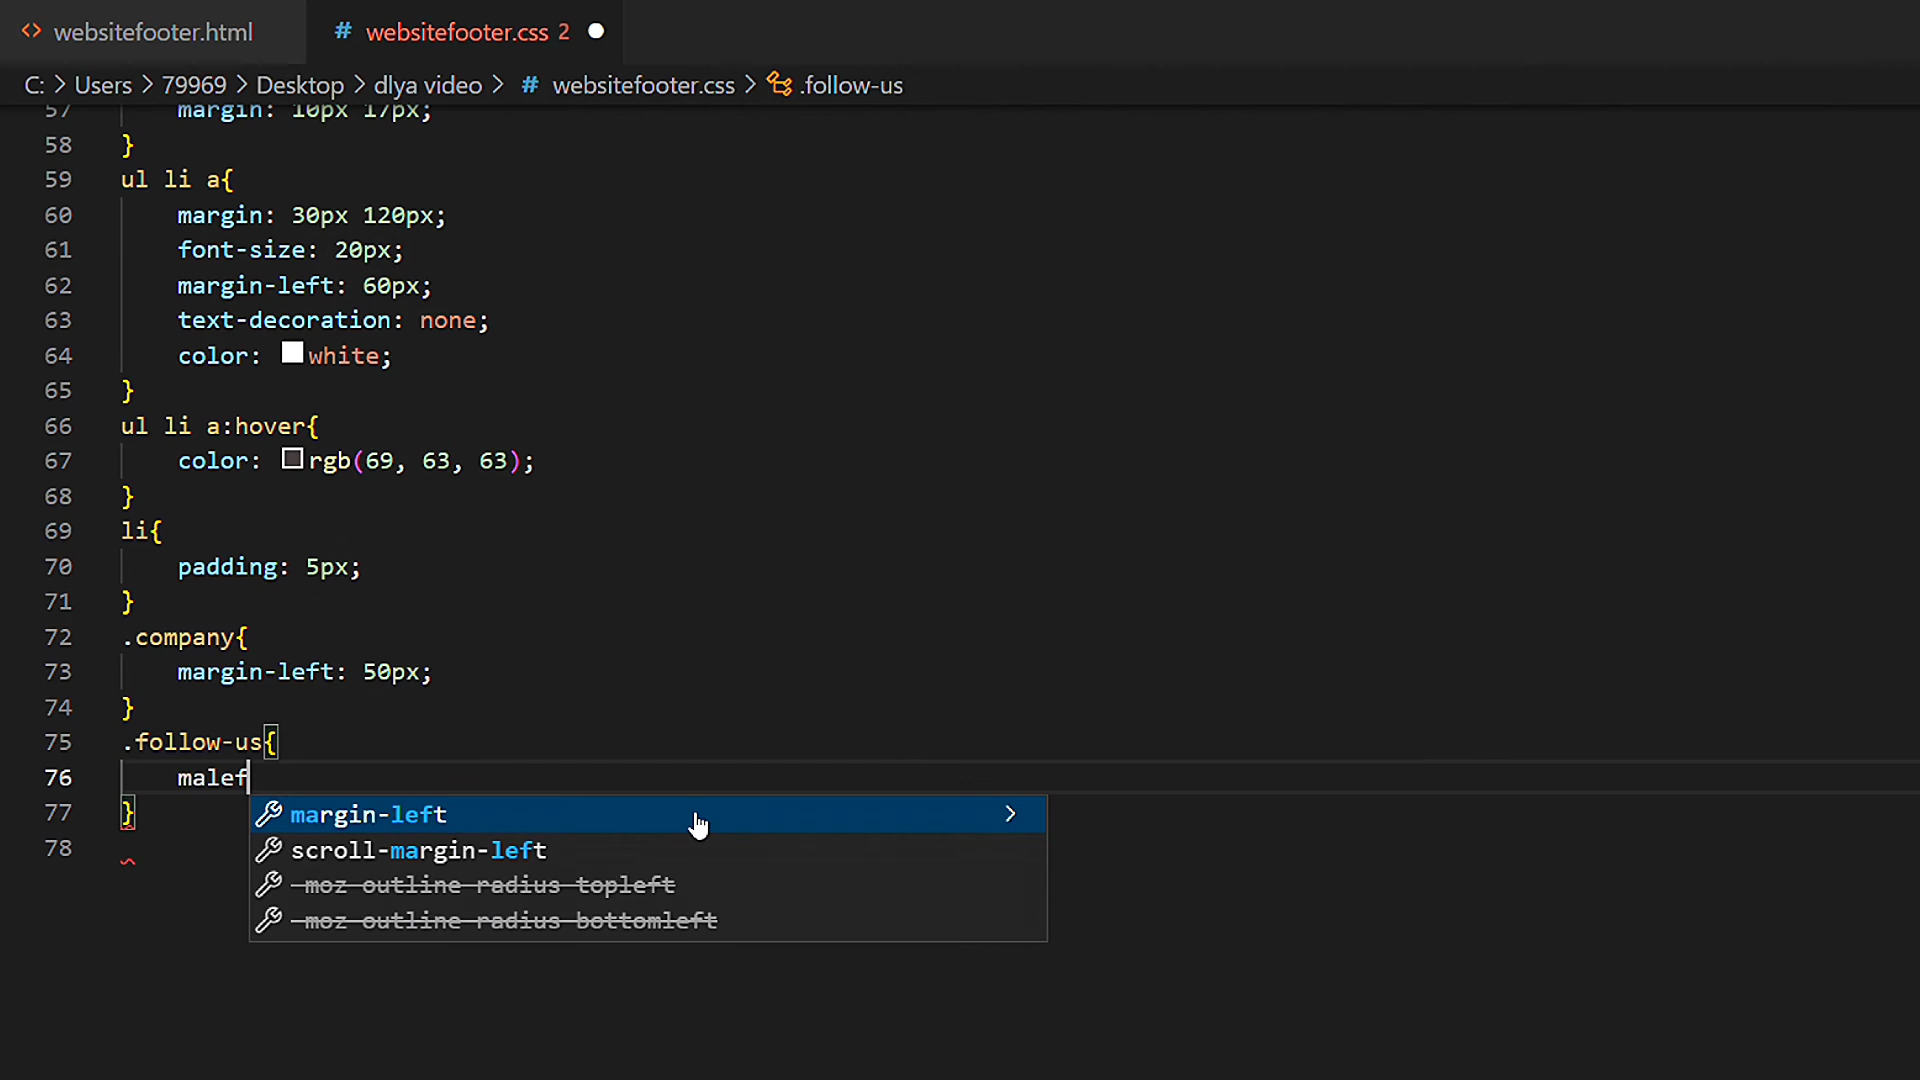 <> websitefooter.html # websitefooter.css 2
C: > Users > 79969 > Desktop > dlya video > # websitefooter.css > .follow-us
57 margin: 10px 17px;
58 }
59 ul li a{
60 margin: 30px 120px;
61 font-size: 20px;
62 margin-left: 60px;
63 text-decoration: none;
64 color: white;
65 }
66 ul li a:hover{
67 color: rgb(69, 63, 63);
68 }
69 li{
70 padding: 5px;
71 }
72 .company{
73 margin-left: 50px;
74 }
75 .follow-us{
76 malef
77 }
margin-left >
78
scroll-margin-left
-moz-outline-radius-topleft
-moz-outline-radius-bottomleft